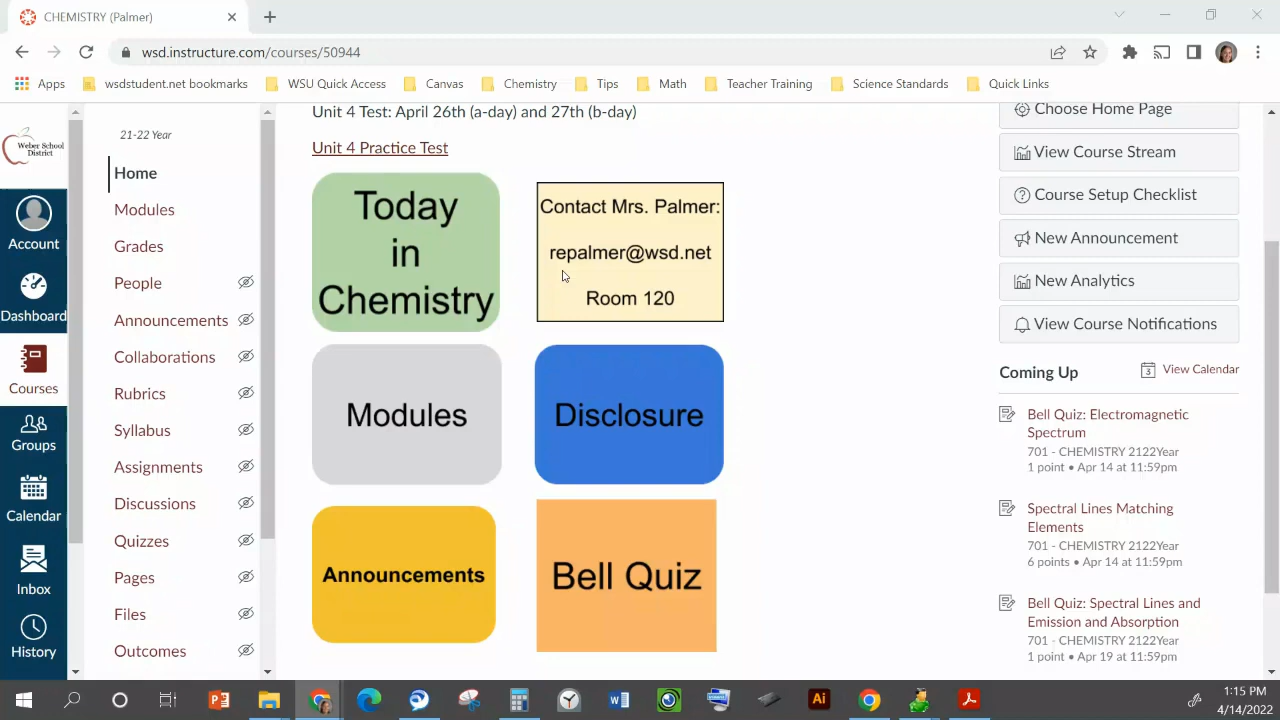 CHEMISTRY (Palmer)
wsd.instructure.com/courses/50944
Apps
wsdstudent.net bookmarks
WSU Quick Access
Canvas
Chemistry
Tips
Math
Teacher Training
Science Standards
Quick Links
Weber School
District
Account
Dashboard
Courses
Groups
Calendar
Inbox
History
21-22 Year
Home
Modules
Grades
People
Announcements
Collaborations
Rubrics
Syllabus
Assignments
Discussions
Quizzes
Pages
Files
Outcomes
Unit 4 Test: April 26th (a-day) and 27th (b-day)
Unit 4 Practice Test
Today
in
Chemistry
Contact Mrs. Palmer:
repalmer@wsd.net
Room 120
Modules
Disclosure
Announcements
Bell Quiz
Choose Home Page
View Course Stream
Course Setup Checklist
New Announcement
New Analytics
View Course Notifications
Coming Up
3
View Calendar
Bell Quiz: Electromagnetic
Spectrum
701 - CHEMISTRY 2122Year
1 point • Apr 14 at 11:59pm
Spectral Lines Matching
Elements
701 - CHEMISTRY 2122Year
6 points • Apr 14 at 11:59pm
Bell Quiz: Spectral Lines and
Emission and Absorption
701 - CHEMISTRY 2122Year
1 point • Apr 19 at 11:59pm
Ai
1:15 PM
4/14/2022